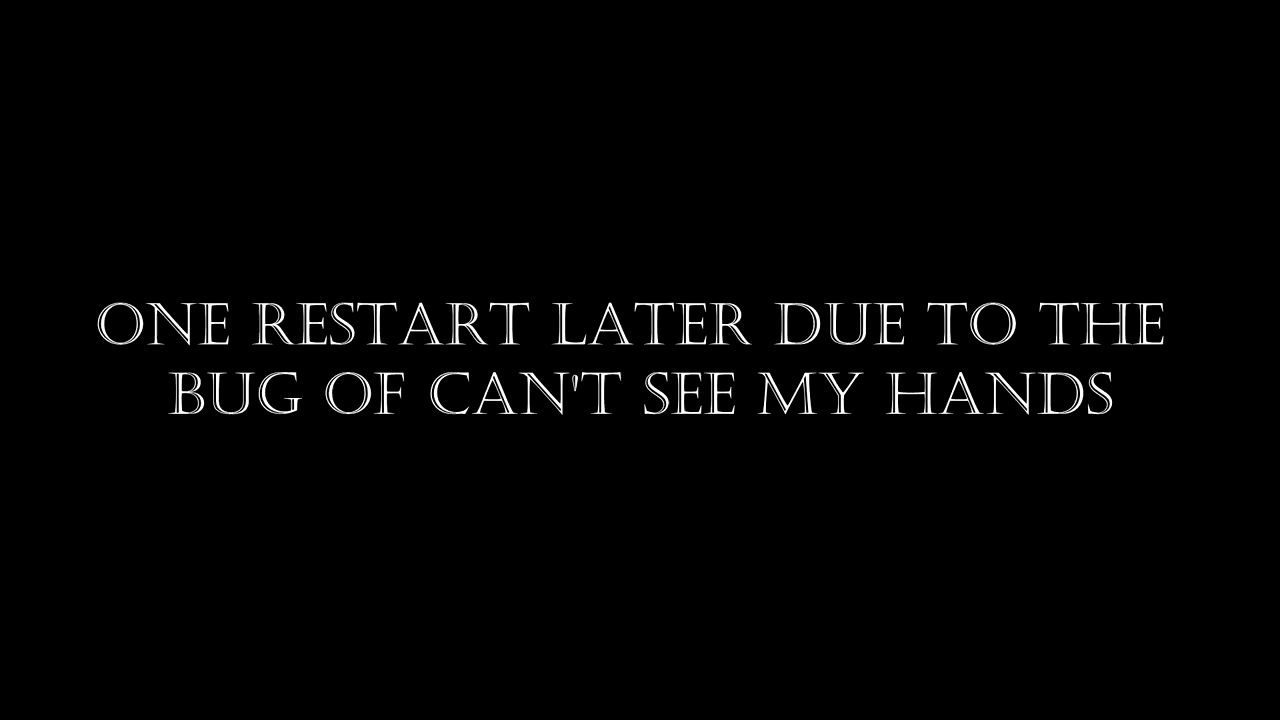 ONE RESTART LATER DUE TO THE
BUG OF CAN'T SEE MY HANDS